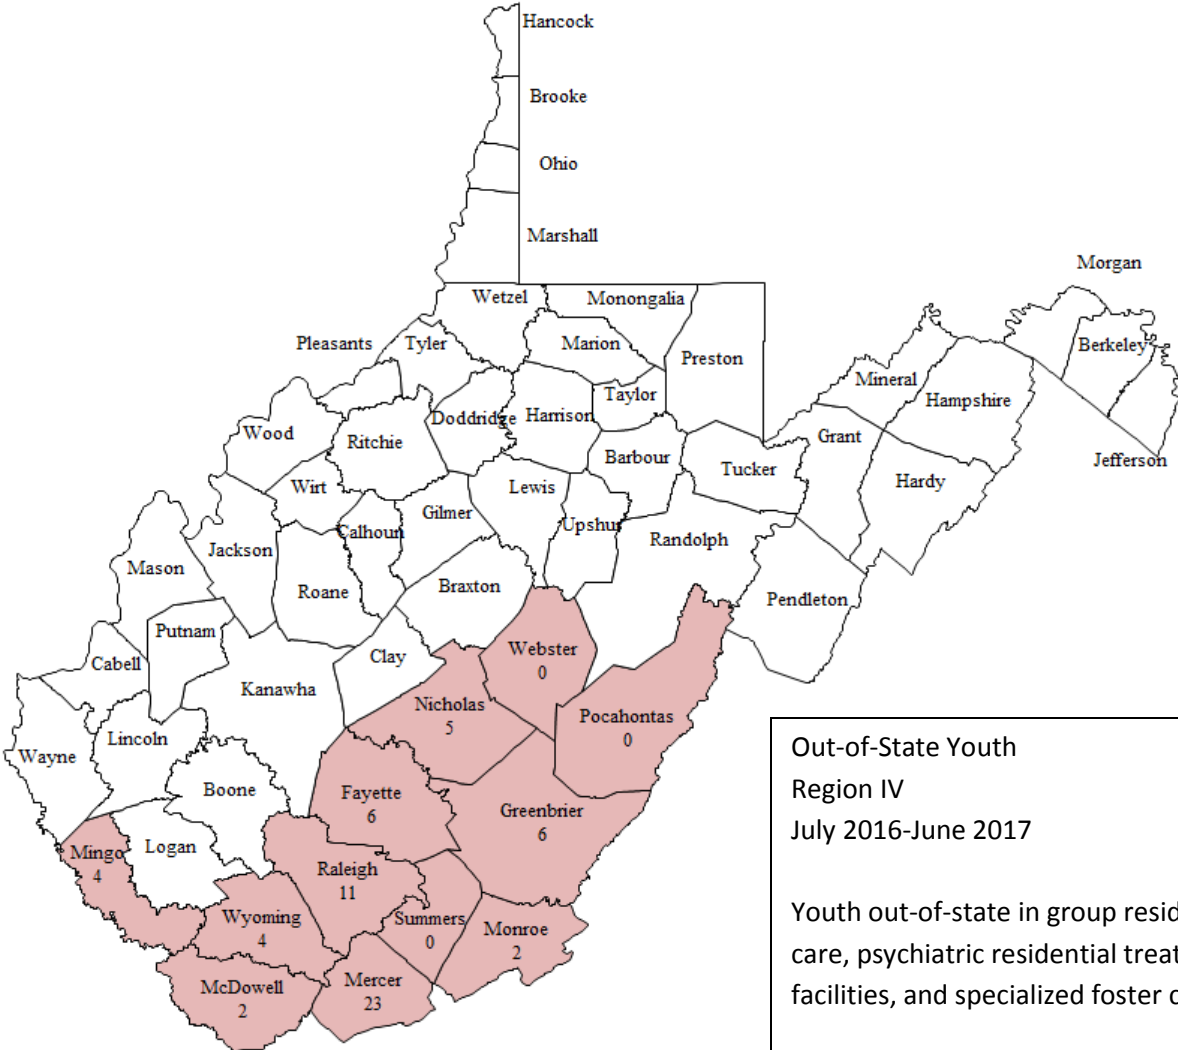 Hancock
Brooke
Ohio
Marshall
Morgan
Wetzel
Monongalia
Pleasants
Tyler
Marion
Berkeley
Preston
Mineral
Taylor
Hampshire
Doddridge
Harrison
Wood
Ritchie
Grant
Barbour
Jefferson
Tucker
Hardy
Wirt
Lewis
Gilmer
Upshur
Calhoun
Randolph
Jackson
Mason
Roane
Braxton
Pendleton
Putnam
Webster
0
Clay
Cabell
Kanawha
Nicholas
5
Pocahontas
0
Lincoln
Wayne
Boone
Fayette
6
Greenbrier
6
Logan
Mingo
4
Raleigh
11
Wyoming
4
Summers
0
Monroe
2
McDowell
2
Mercer
23
Out-of-State Youth
Region IV
July 2016-June 2017
Youth out-of-state in group
care, psychiatric residential
facilities, and specialized foster